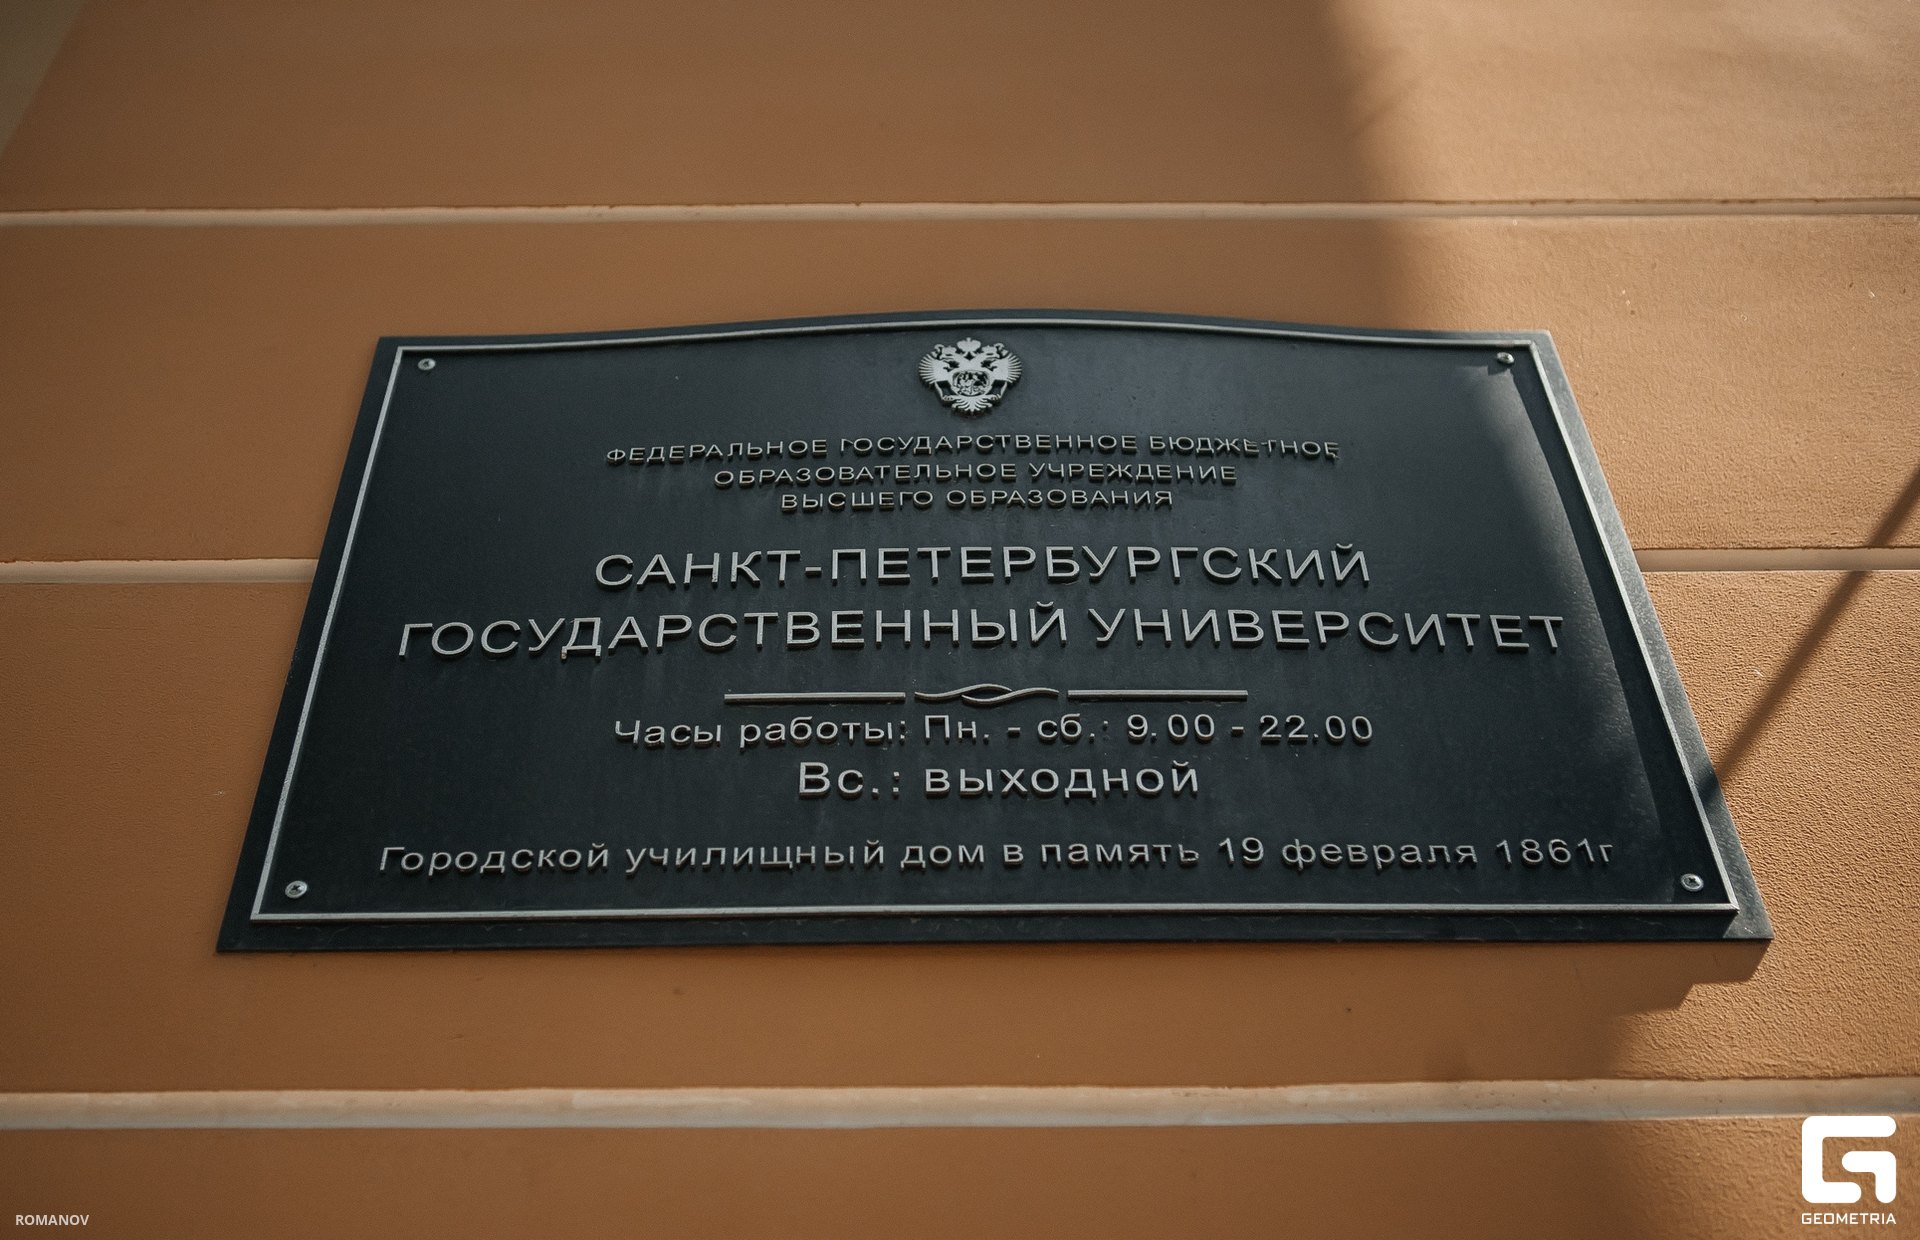 ФЕДЕРАЛЬНОЕ ГОСУДАРСТВЕННОЕ БЮДЖЕТНОЕ
ОБРАЗОВАТЕЛЬНОЕ УЧРЕЖДЕНИЕ
ВЫСШЕГО ОБРАЗОВАНИЯ
САНКТ-ПЕТЕРБУРГСКИЙ
ГОСУДАРСТВЕННЫЙ УНИВЕРСИТЕТ
Часы работы: Пн. - сб.: 9.00 - 22.00
Вс.: выходной
Городской училищный дом в память 19 февраля 1861г
ROMANOV
GEOMETRIA